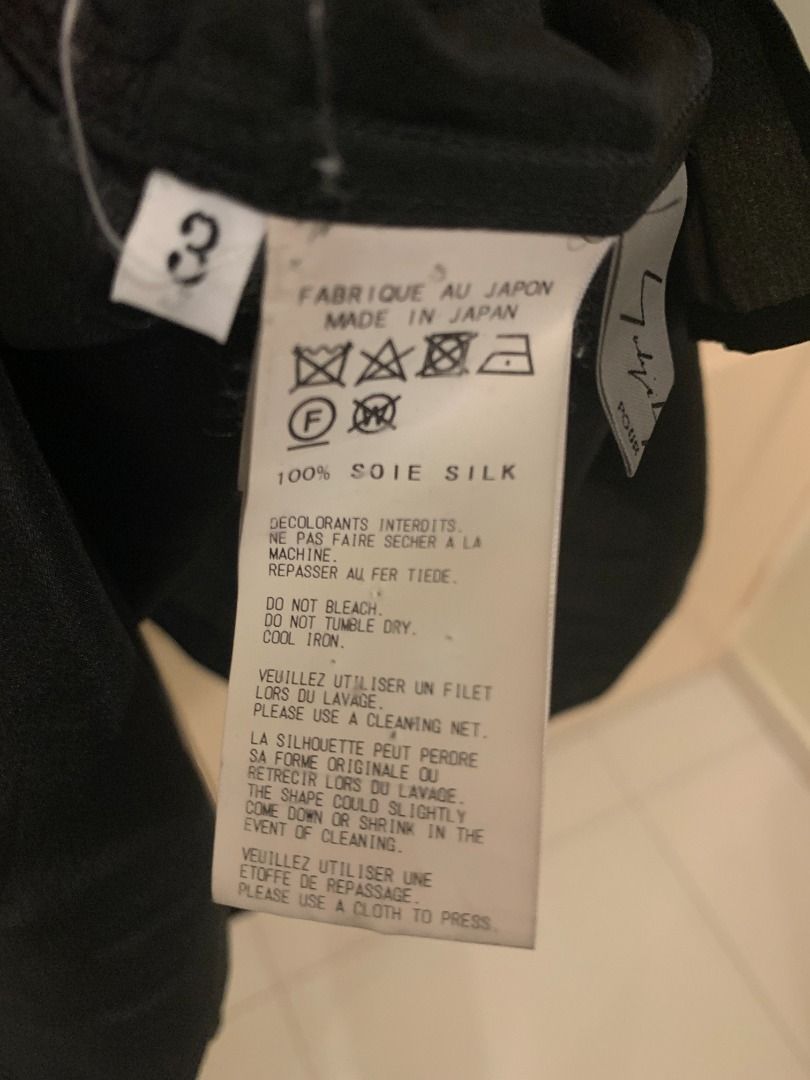 3
FABRIQUE AU JAPON
MADE IN JAPAN
F W
100% SOIE SILK
DECOLORANTS INTERDITS.
NE PAS FAIRE SECHER A LA
MACHINE.
REPASSER AU FER TIEDE.
DO NOT BLEACH.
DO NOT TUMBLE DRY.
COOL IRON.
VEUILLEZ UTILISER UN FILET
LORS DU LAVAGE.
PLEASE USE A CLEANING NET.
LA SILHOUETTE PEUT PERDRE
SA FORME ORIGINALE OU
RETRECIR LORS DU LAVAGE.
THE SHAPE COULD SLIGHTLY
COME DOWN OR SHRINK IN THE
EVENT OF CLEANING.
VEUILLEZ UTILISER UNE
ETOFFE DE REPASSAGE.
PLEASE USE A CLOTH TO PRESS.
POUR